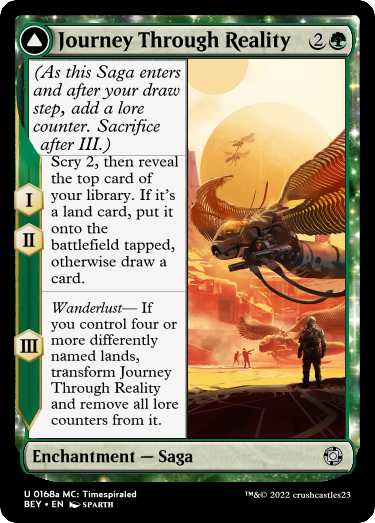 Journey Through Reality 2
(As this Saga enters
and after your draw
step, add a lore
counter. Sacrifice
after III.)
I
II
Scry 2, then reveal
the top card of
your library. If it's
a land card, put it
onto the
battlefield tapped,
otherwise draw a
card.
III
Wanderlust— If
you control four or
more differently
named lands,
transform Journey
Through Reality
and remove all lore
counters from it.
Enchantment — Saga
U 0168a MC: Timespiraled
BEY • EN SPARTH
™&© 2022 crushcastles23